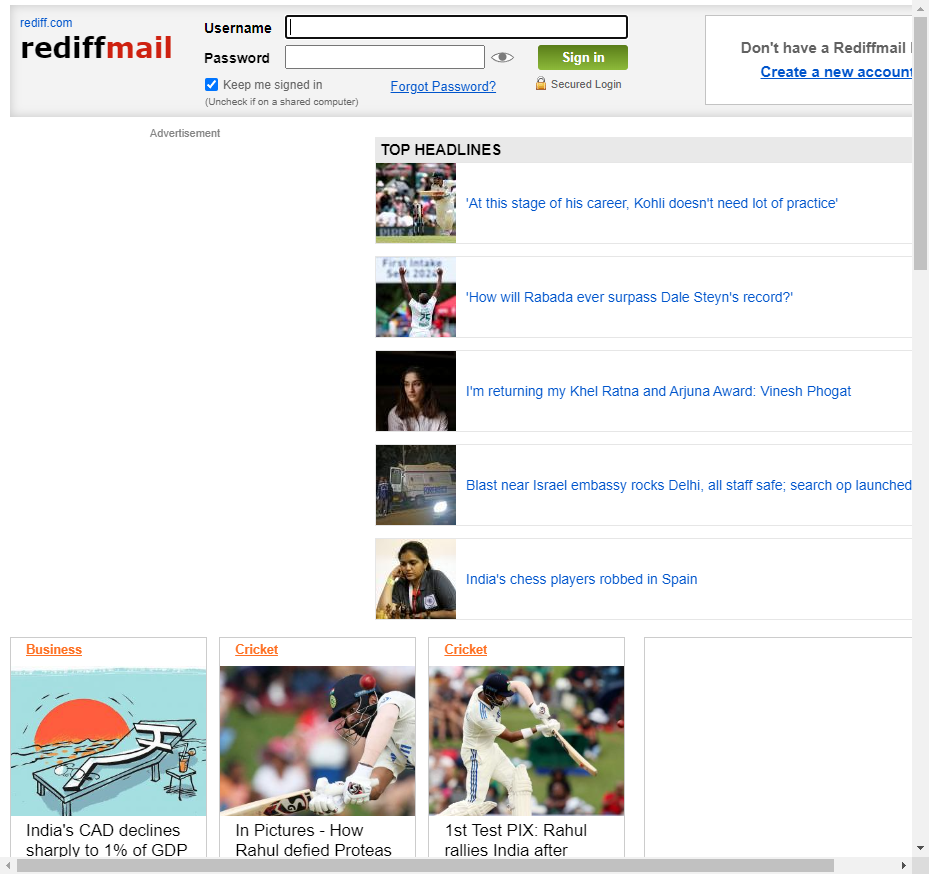 rediff.com
rediffmail
Username
Password
Sign in
Keep me signed in
Forgot Password?
Secured Login
(Uncheck if on a shared computer)
Don't have a Rediffmail
Create a new account
Advertisement
TOP HEADLINES
'At this stage of his career, Kohli doesn't need lot of practice'
First Intake
Sept 2024
25
'How will Rabada ever surpass Dale Steyn's record?'
I'm returning my Khel Ratna and Arjuna Award: Vinesh Phogat
Blast near Israel embassy rocks Delhi, all staff safe; search op launched
India's chess players robbed in Spain
Business
Cricket
Cricket
India's CAD declines
sharply to 1% of GDP
In Pictures - How
Rahul defied Proteas
1st Test PIX: Rahul
rallies India after